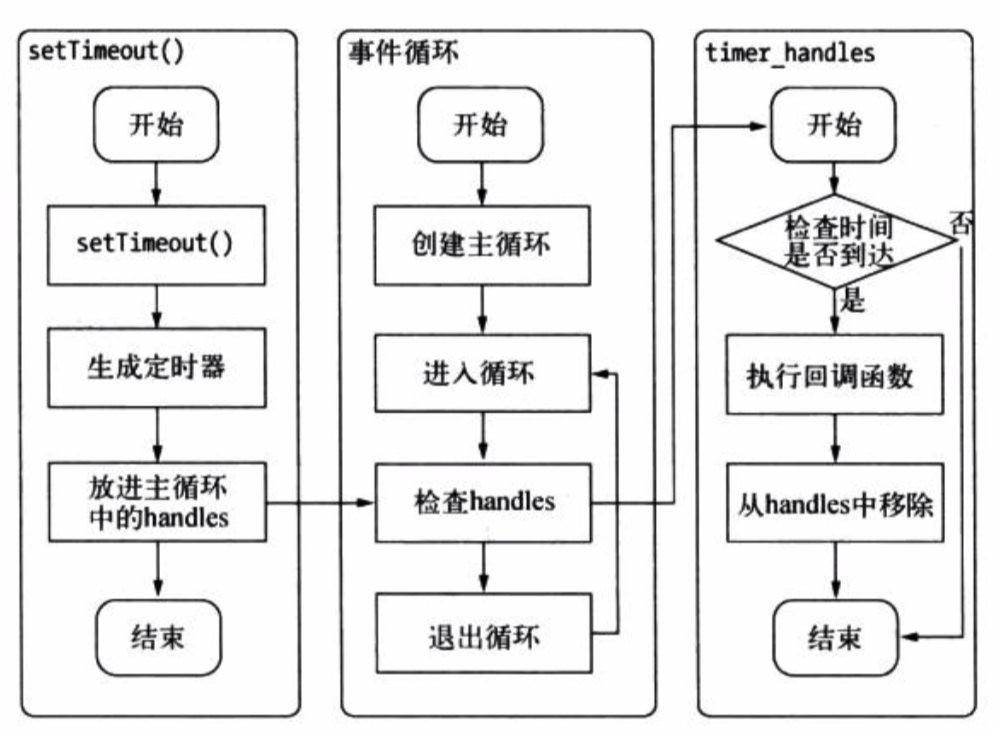 setTimeout()
开始
setTimeout()
生成定时器
放进主循环
中的handles
结束
事件循环
开始
创建主循环
进入循环
检查handles
退出循环
timer_handles
开始
检查时间
是否到达
否
是
执行回调函数
从handles中移除
结束